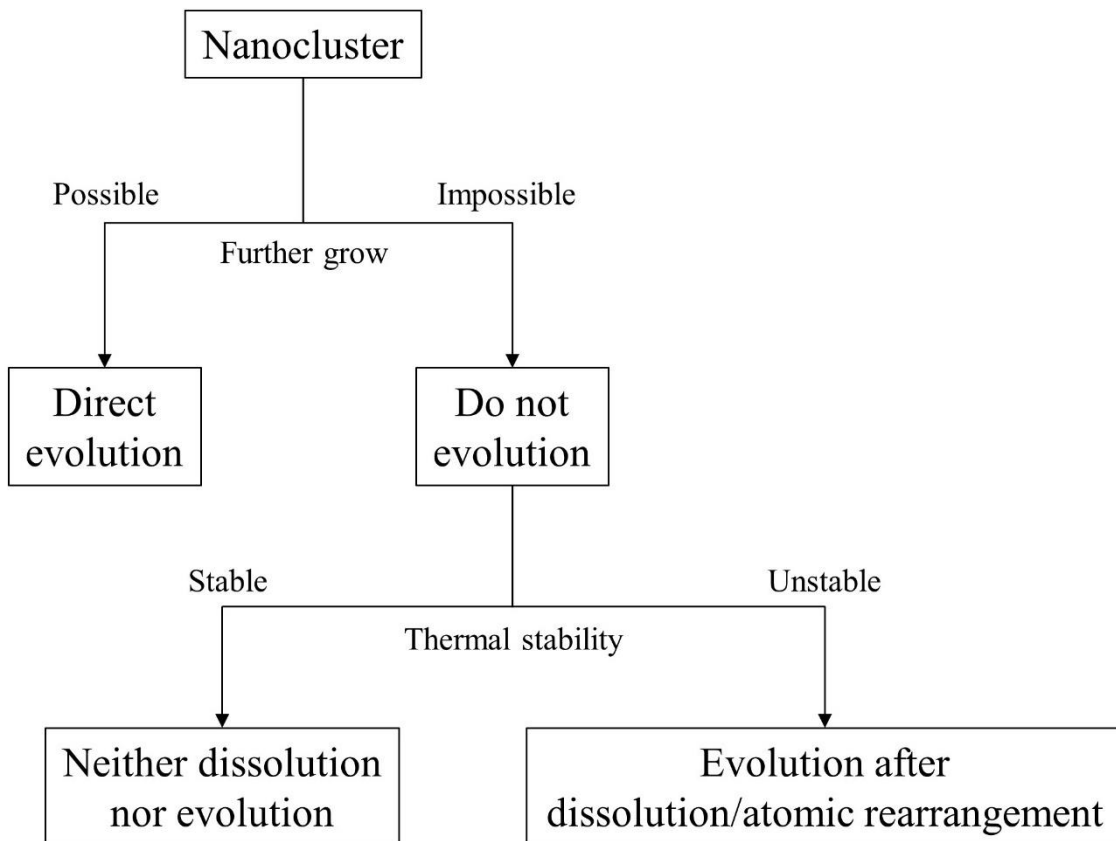 Nanocluster
Possible
Impossible
Further grow
Direct
evolution
Do not
evolution
Stable
Unstable
Thermal stability
Neither dissolution
nor evolution
Evolution after
dissolution/atomic rearrangement